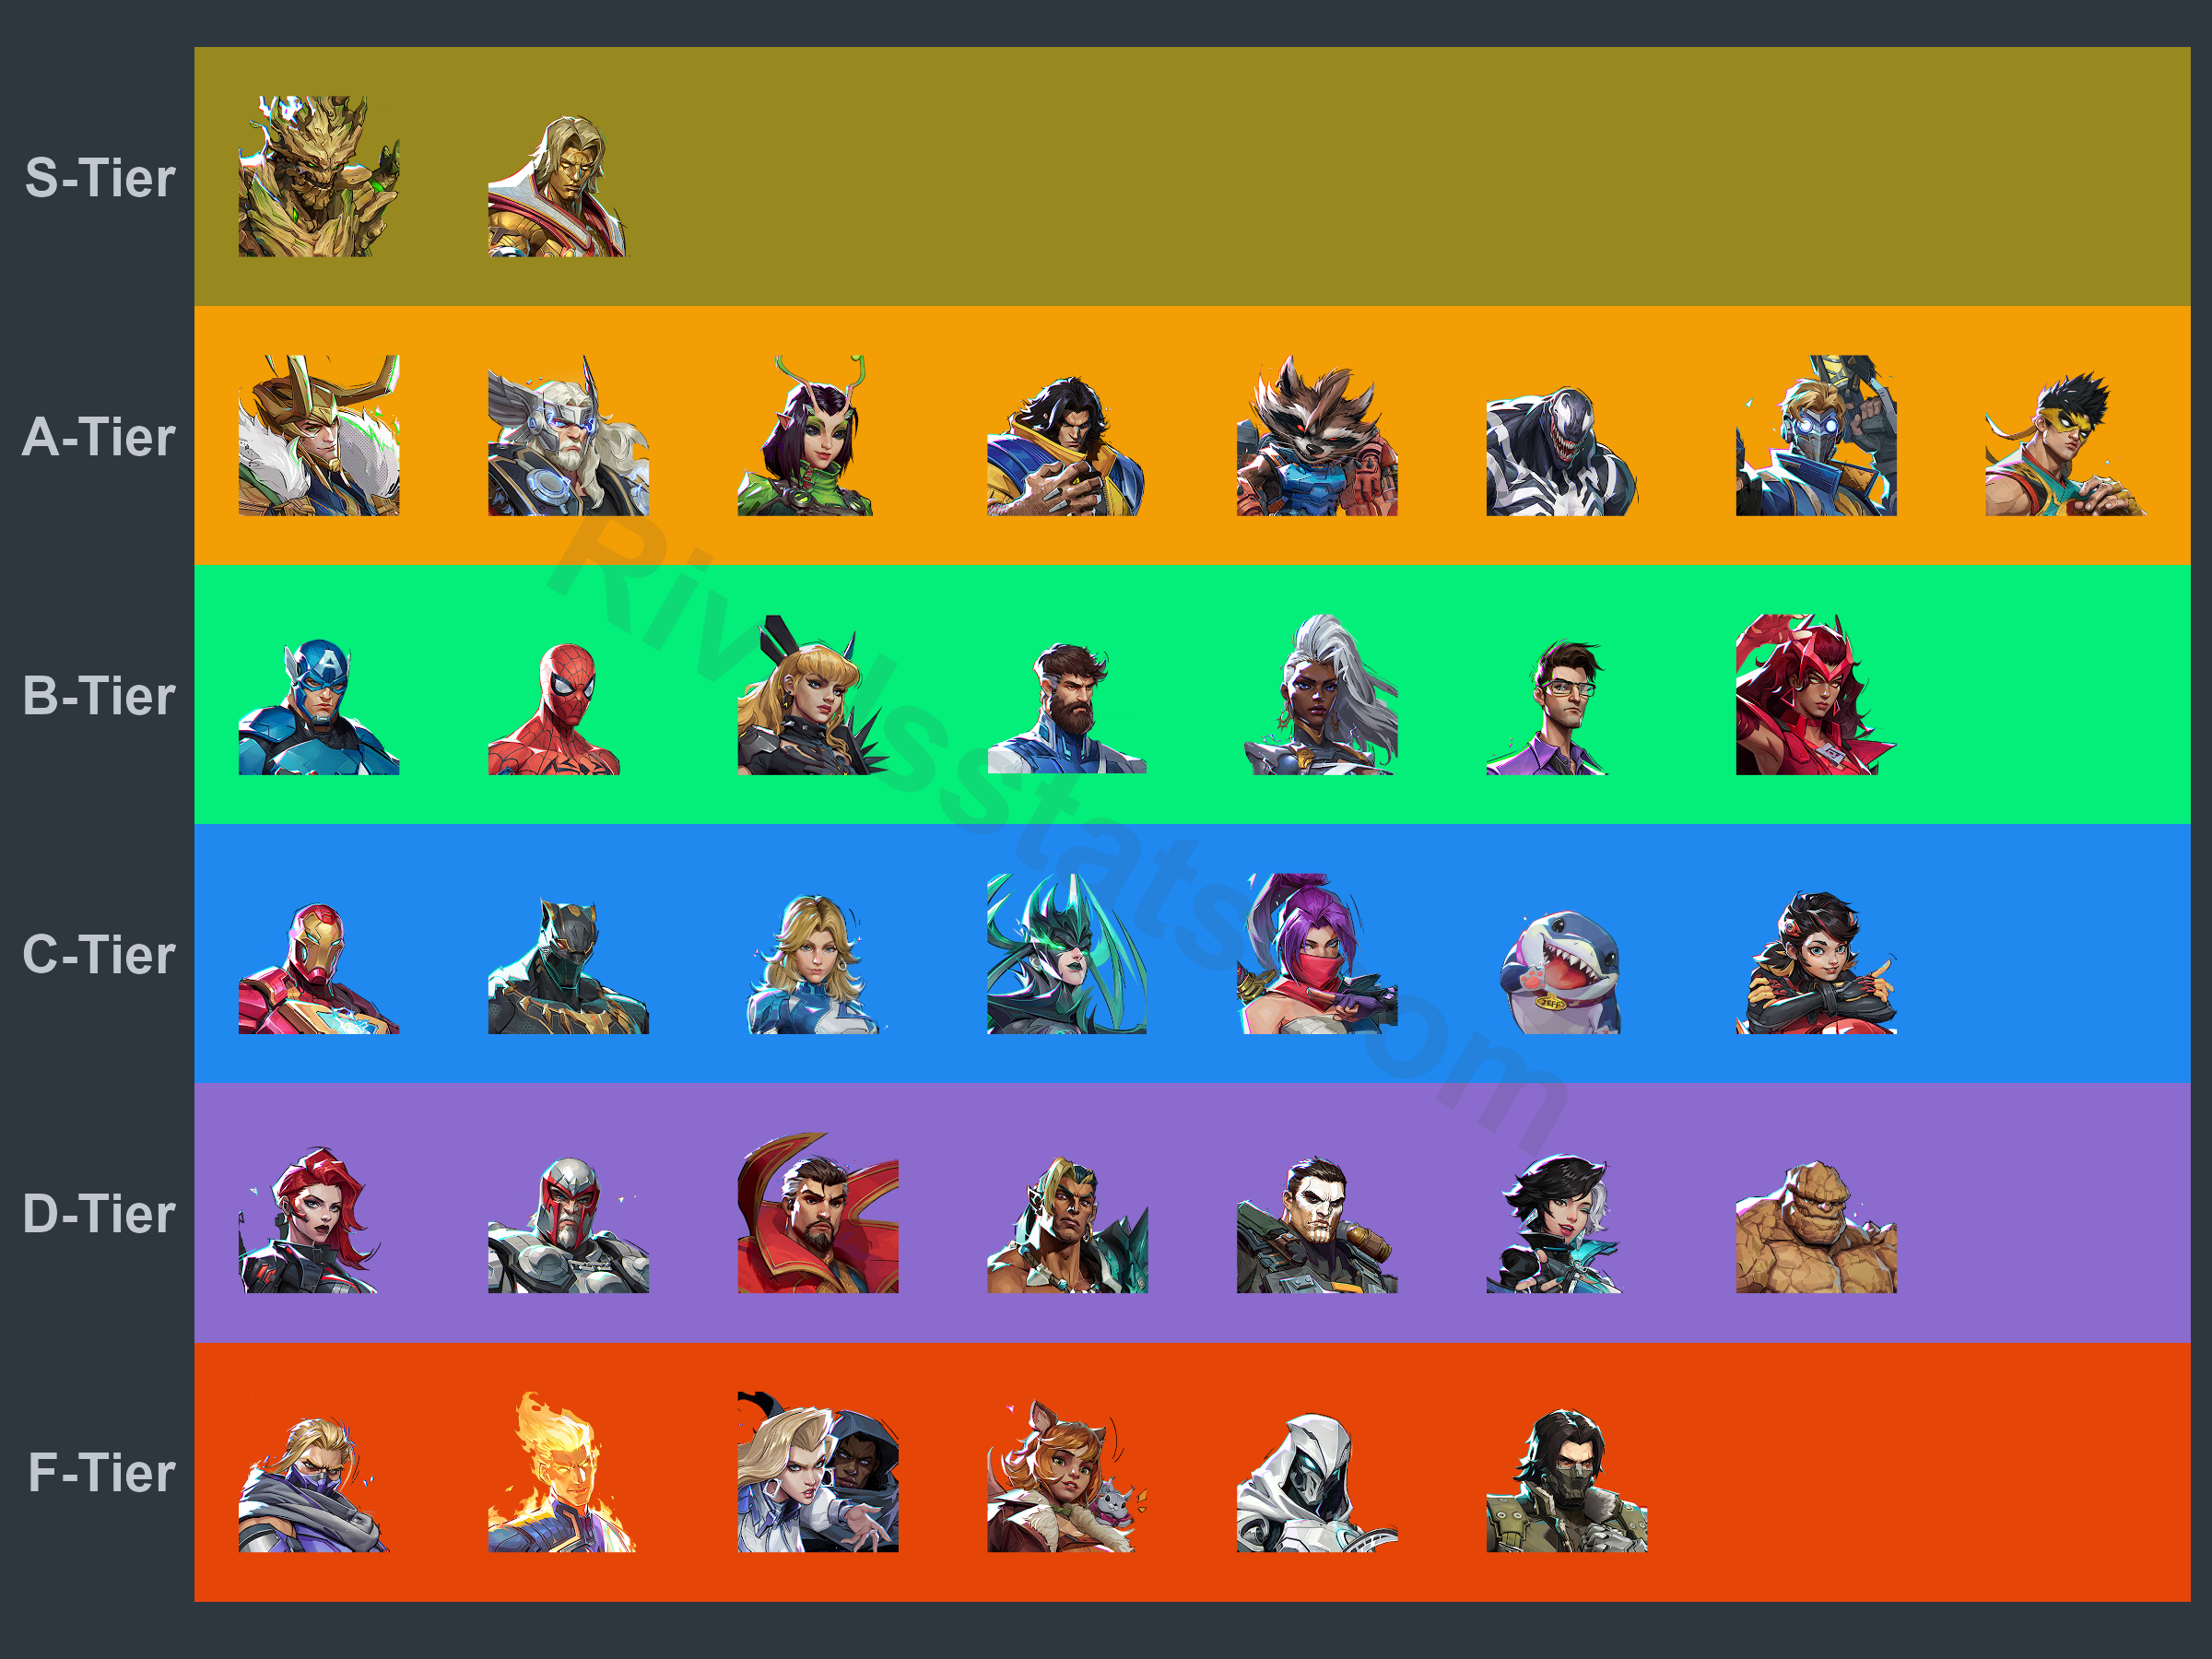 S-Tier
A-Tier
B-Tier
C-Tier
D-Tier
F-Tier
Rivalsstats.com
JEFF